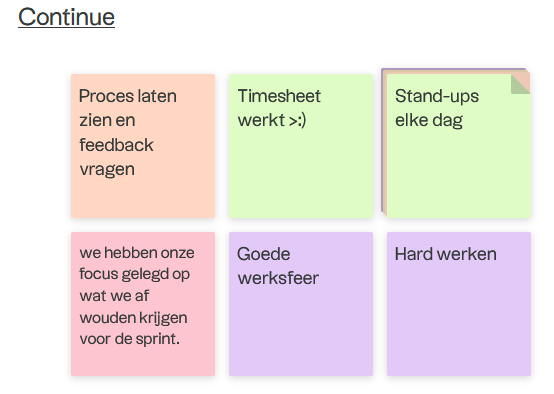 Continue
Proces laten
zien en
feedback
vragen
Timesheet
werkt >:)
Stand-ups
elke dag
we hebben onze
focus gelegd op
wat we af
wouden krijgen
voor de sprint.
Goede
werksfeer
Hard werken